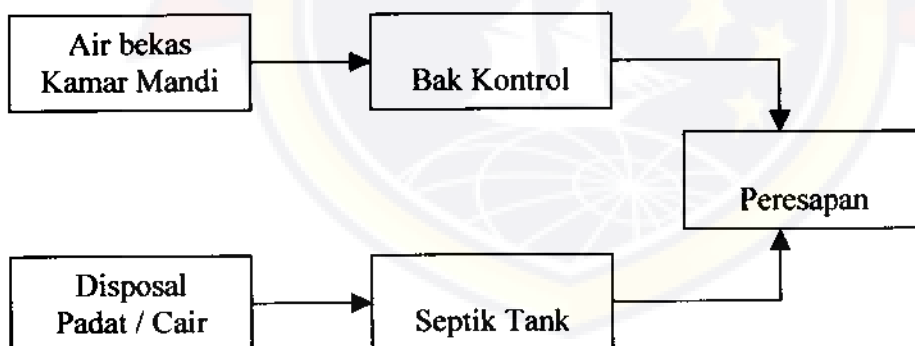 Air bekas
Kamar Mandi
Bak Kontrol
Peresapan
Disposal
Padat / Cair
Septik Tank